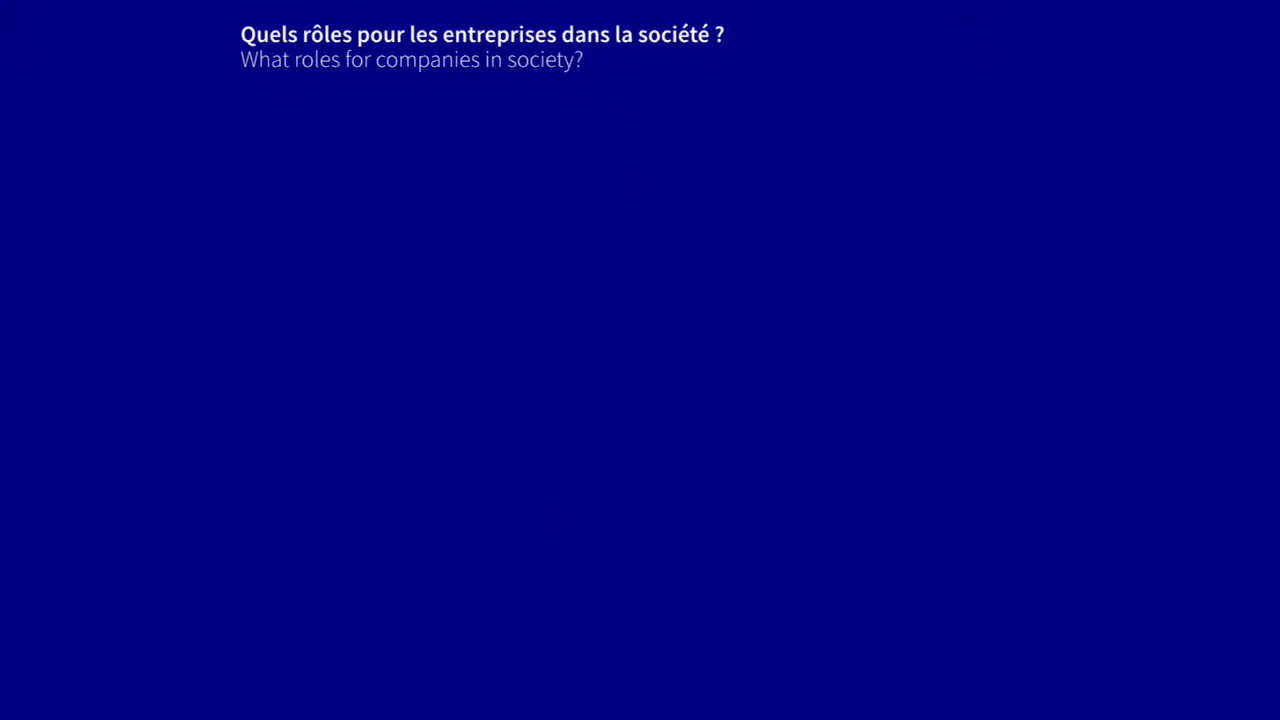 Quels rôles pour les entreprises dans la société ?
What roles for companies in society?